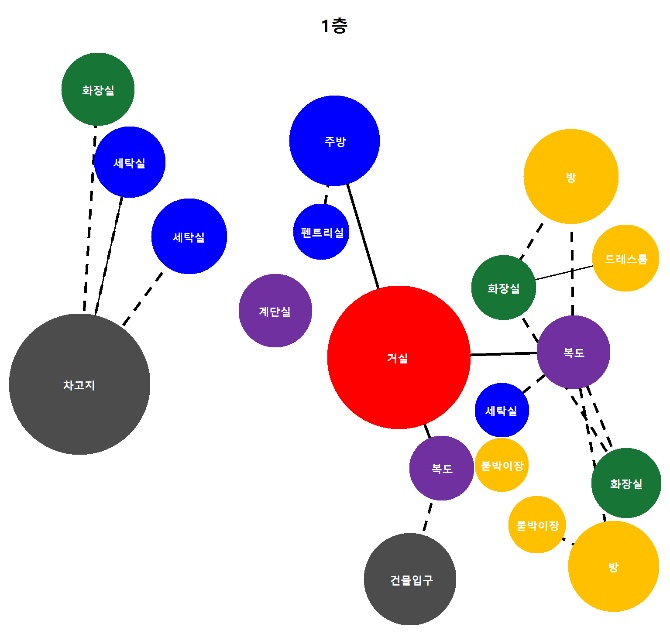 1층
화장실
세탁실
세탁실
차고지
주방
펜트리실
계단실
거실
방
드레스룸
화장실
복도
세탁실
붙박이장
복도
화장실
붙박이장
방
건물입구